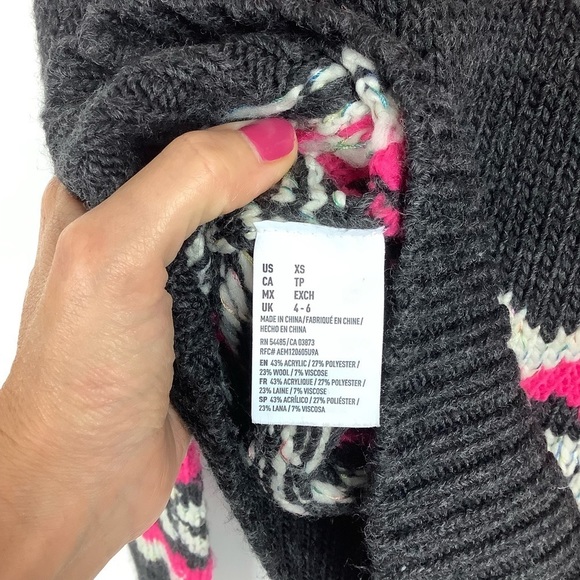 US XS
CA TP
MX EXCH
UK 4 - 6
MADE IN CHINA/FABRIQUÉ EN CHINE/
HECHO EN CHINA
RN 54485/CA 03873
RFC# AEM120605U9A
EN 43% ACRYLIC / 27% POLYESTER /
23% WOOL / 7% VISCOSE
FR 43% ACRYLIQUE / 27% POLYESTER /
23% LAINE / 7% VISCOSE
SP 43% ACRÍLICO / 27% POLIÉSTER /
23% LANA / 7% VISCOSA